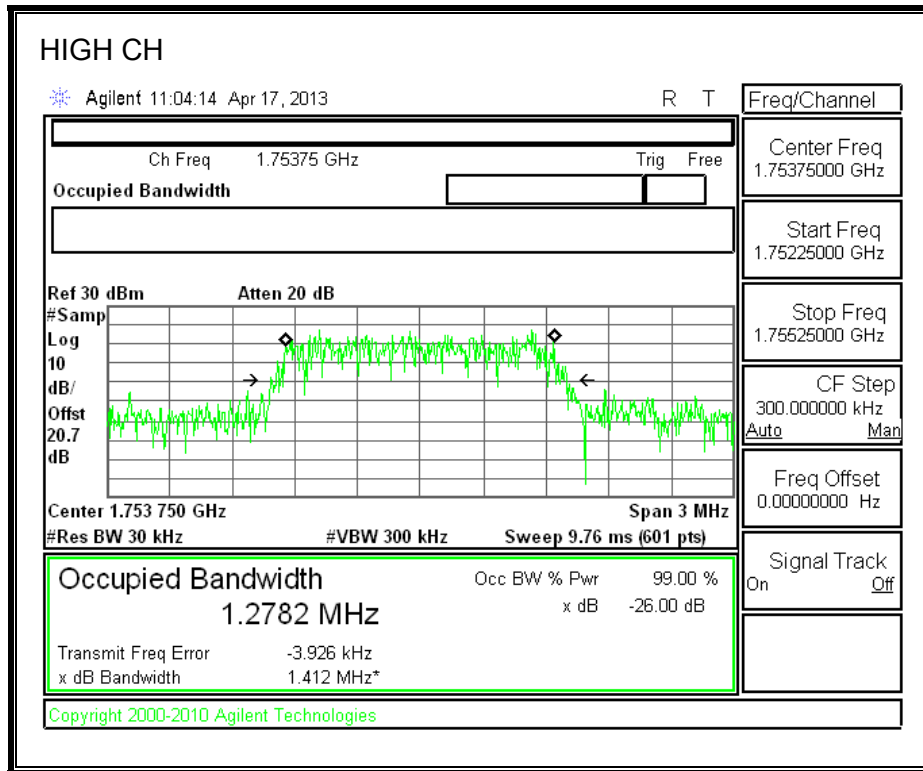 HIGH CH
Agilent 11:04:14 Apr 17, 2013 R T
Freq/Channel
Ch Freq 1.75375 GHz Trig Free
Occupied Bandwidth
Center Freq
1.75375000 GHz
Start Freq
1.75225000 GHz
Stop Freq
1.75525000 GHz
CF Step
300.000000 kHz
Auto Man
Freq Offset
0.00000000 Hz
Signal Track
On Off
Ref 30 dBm Atten 20 dB
#Samp
Log
10
dB/
Offst
20.7
dB
Center 1.753 750 GHz Span 3 MHz
#Res BW 30 kHz #VBW 300 kHz Sweep 9.76 ms (601 pts)
Occupied Bandwidth Occ BW % Pwr 99.00 %
1.2782 MHz x dB -26.00 dB
Transmit Freq Error -3.926 kHz
x dB Bandwidth 1.412 MHz*
Copyright 2000-2010 Agilent Technologies